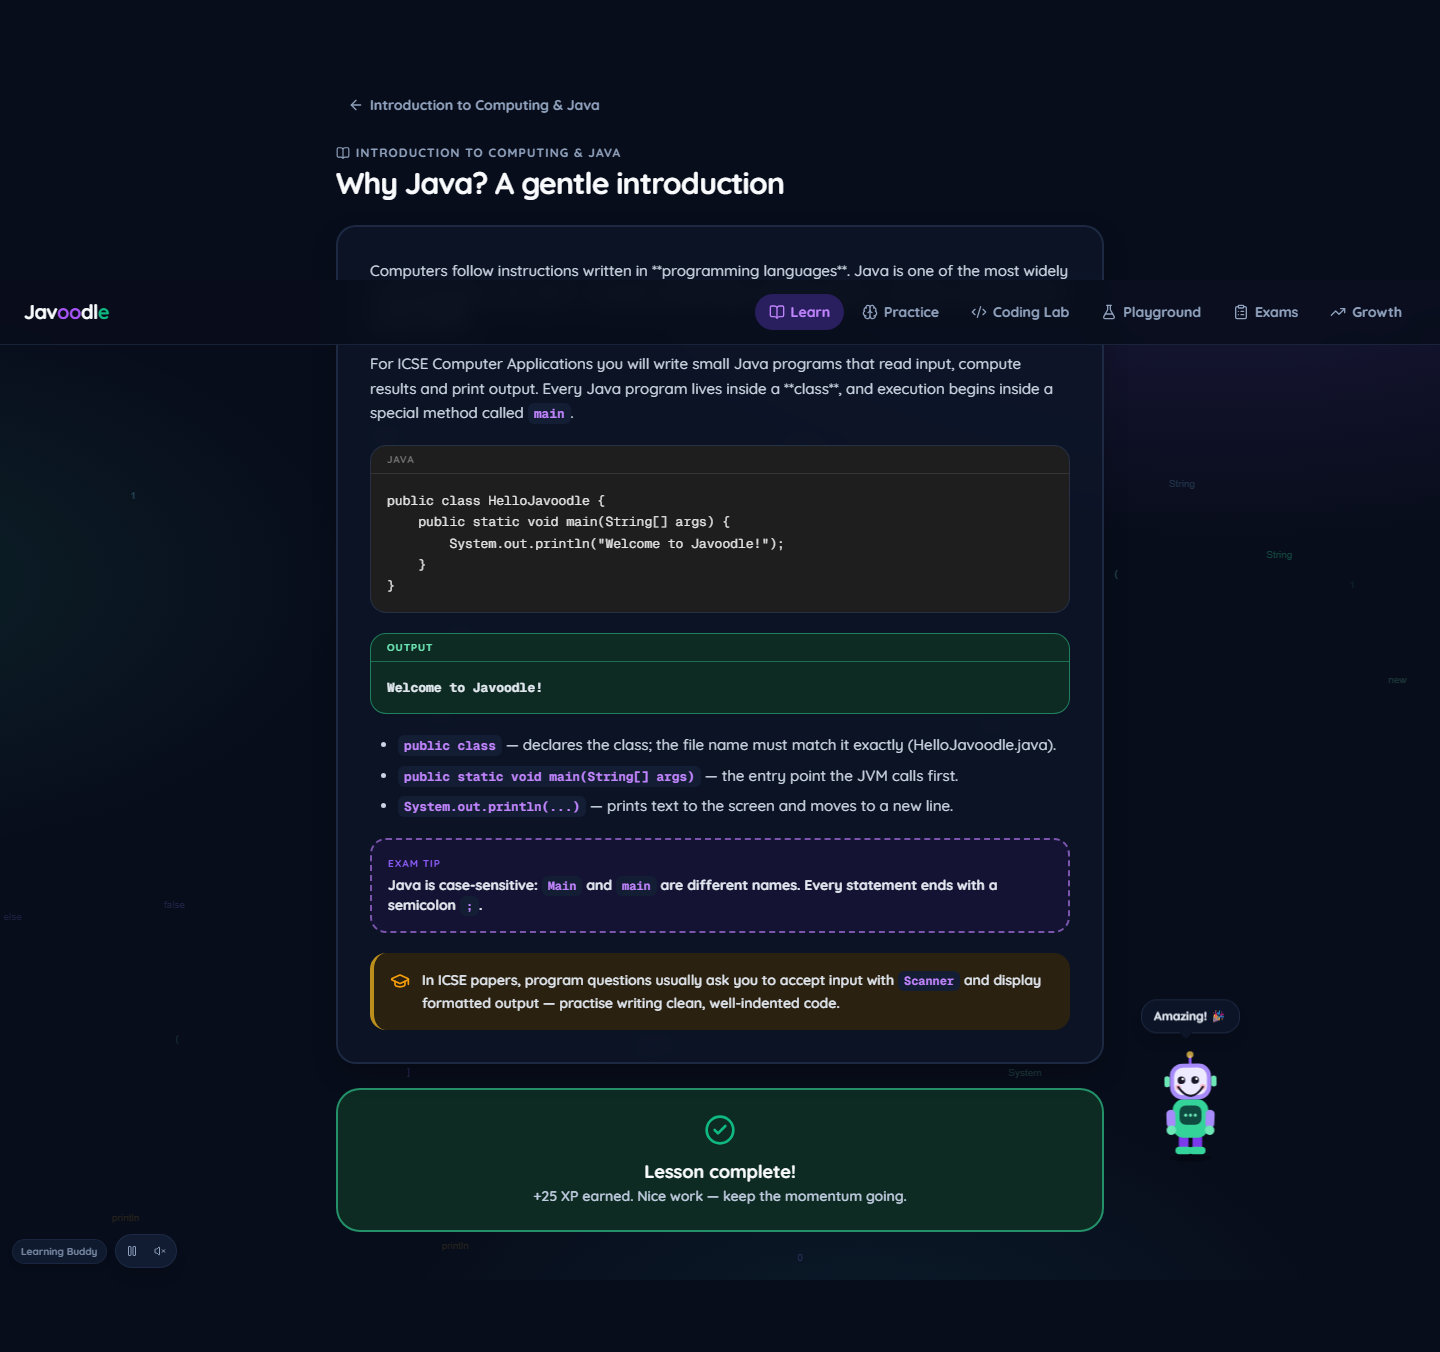 Introduction to Computing & Java
INTRODUCTION TO COMPUTING & JAVA
Why Java? A gentle introduction
Computers follow instructions written in **programming languages**. Java is one of the most widely
Javoodle
Learn
Practice
Coding Lab
Playground
Exams
Growth
For ICSE Computer Applications you will write small Java programs that read input, compute
results and print output. Every Java program lives inside a **class**, and execution begins inside a
special method called main.
JAVA
public class HelloJavoodle {
    public static void main(String[] args) {
        System.out.println("Welcome to Javoodle!");
    }
}
OUTPUT
Welcome to Javoodle!
• public class — declares the class; the file name must match it exactly (HelloJavoodle.java).
• public static void main(String[] args) — the entry point the JVM calls first.
• System.out.println(...) — prints text to the screen and moves to a new line.
EXAM TIP
Java is case-sensitive: Main and main are different names. Every statement ends with a
semicolon ;.
In ICSE papers, program questions usually ask you to accept input with Scanner and display
formatted output — practise writing clean, well-indented code.
Amazed! 🎉
Lesson complete!
+25 XP earned. Nice work — keep the momentum going.
Learning Buddy
1
String
String
(
1
new
false
else
(
]
System
println
println
0